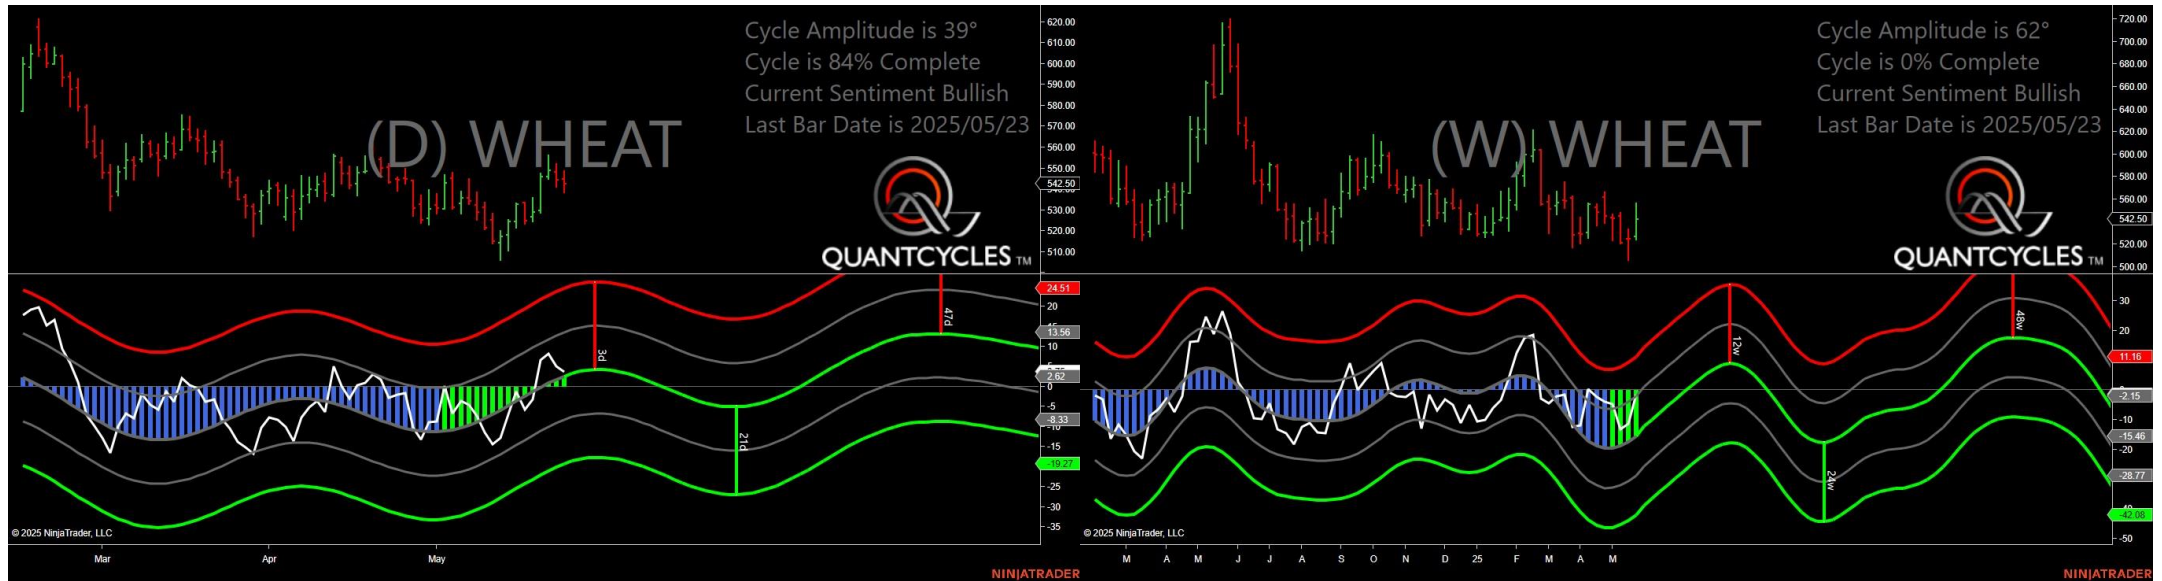 Cycle Amplitude is 39°
Cycle is 84% Complete
Current Sentiment Bullish
Last Bar Date is 2025/05/23
(D) WHEAT
QUANTCYCLES TM
620.00
610.00
600.00
590.00
580.00
570.00
560.00
550.00
542.50
530.00
520.00
510.00
24.51
20
13.56
10
5
2.62
0
-5
-8.33
-10
-15
-19.27
-25
-30
-35
3d
21d
47d
© 2025 NinjaTrader, LLC
Mar Apr May
NINJATRADER
Cycle Amplitude is 62°
Cycle is 0% Complete
Current Sentiment Bullish
Last Bar Date is 2025/05/23
(W) WHEAT
QUANTCYCLES TM
720.00
700.00
680.00
660.00
640.00
620.00
600.00
580.00
560.00
542.50
520.00
500.00
30
20
11.16
-2.15
-10
-15.46
-20
-28.77
-42.08
-50
12w
24w
48w
© 2025 NinjaTrader, LLC
M A M J J A S O N D 25 F M A M
NINJATRADER